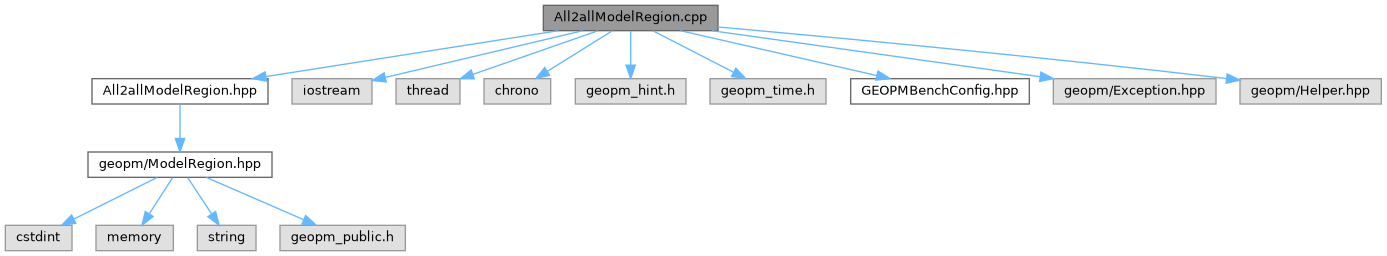 All2allModelRegion.cpp
All2allModelRegion.hpp
iostream
thread
chrono
geopm_hint.h
geopm_time.h
GEOPMBenchConfig.hpp
geopm/Exception.hpp
geopm/Helper.hpp
geopm/ModelRegion.hpp
cstdint
memory
string
geopm_public.h